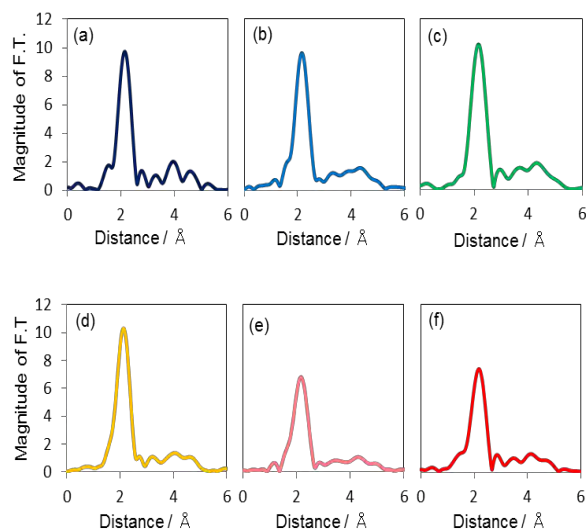 Magnitude of F.T.
12
10
8
6
4
2
0
(a)
(b)
(c)
0 2 4 6
0 2 4 6
0 2 4 6
Distance / Å
Distance / Å
Distance / Å
Magnitude of F.T
12
10
8
6
4
2
0
(d)
(e)
(f)
0 2 4 6
0 2 4 6
0 2 4 6
Distance / Å
Distance / Å
Distance / Å